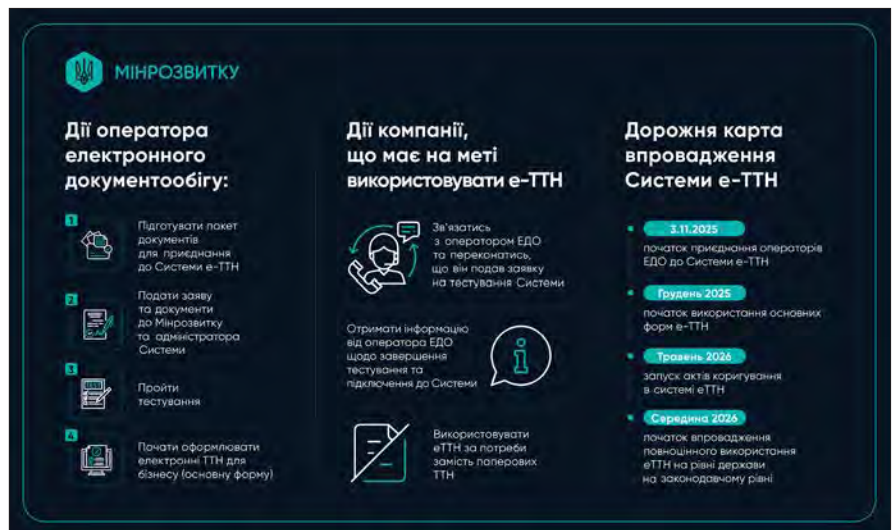 МІНРОЗВИТКУ
Дії оператора
електронного
документообігу:
1
Підготувати пакет
документів
для приєднання
до Системи е-ТТН
2
Подати заяву
та документи
до Мінрозвитку
та адміністратора
Системи
3
Пройти
тестування
4
Почати оформлювати
електронні ТТН для
бізнесу (основну форму)
Дії компанії,
що має на меті
використовувати е-ТТН
Зв'язатись
з оператором ЕДО
та переконатись,
що він подав заявку
на тестування Системи
Отримати інформацію
від оператора ЕДО
щодо завершення
тестування та
підключення до Системи
Використовувати
еТТН за потреби
замість паперових
ТТН
Дорожня карта
впровадження
Системи е-ТТН
3.11.2025
початок приєднання операторів
ЕДО до Системи е-ТТН
Грудень 2025
початок використання основних
форм е-ТТН
Травень 2026
запуск актів коригування
в системі еТТН
Середина 2026
початок впровадження
повноцінного використання
еТТН на рівні держави
на законодавчому рівні